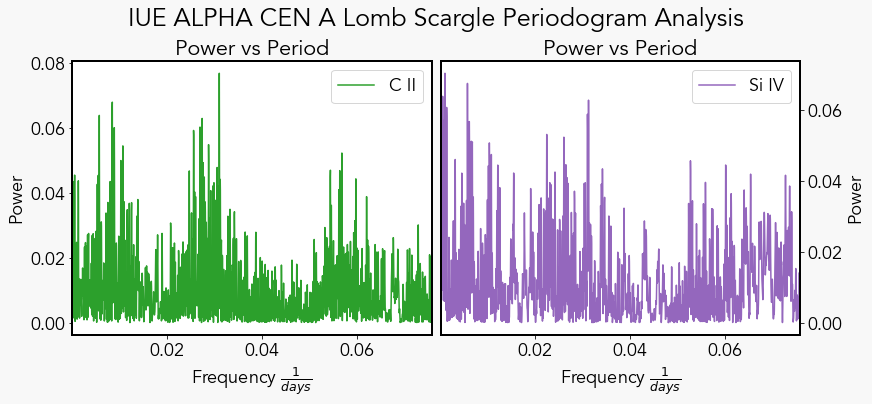 IUE ALPHA CEN A Lomb Scargle Periodogram Analysis
Power vs Period
C II
Power
0.08
0.06
0.04
0.02
0.00
0.02
0.04
0.06
Frequency 1/days
Power vs Period
Si IV
0.06
0.04
0.02
0.00
Power
0.02
0.04
0.06
Frequency 1/days